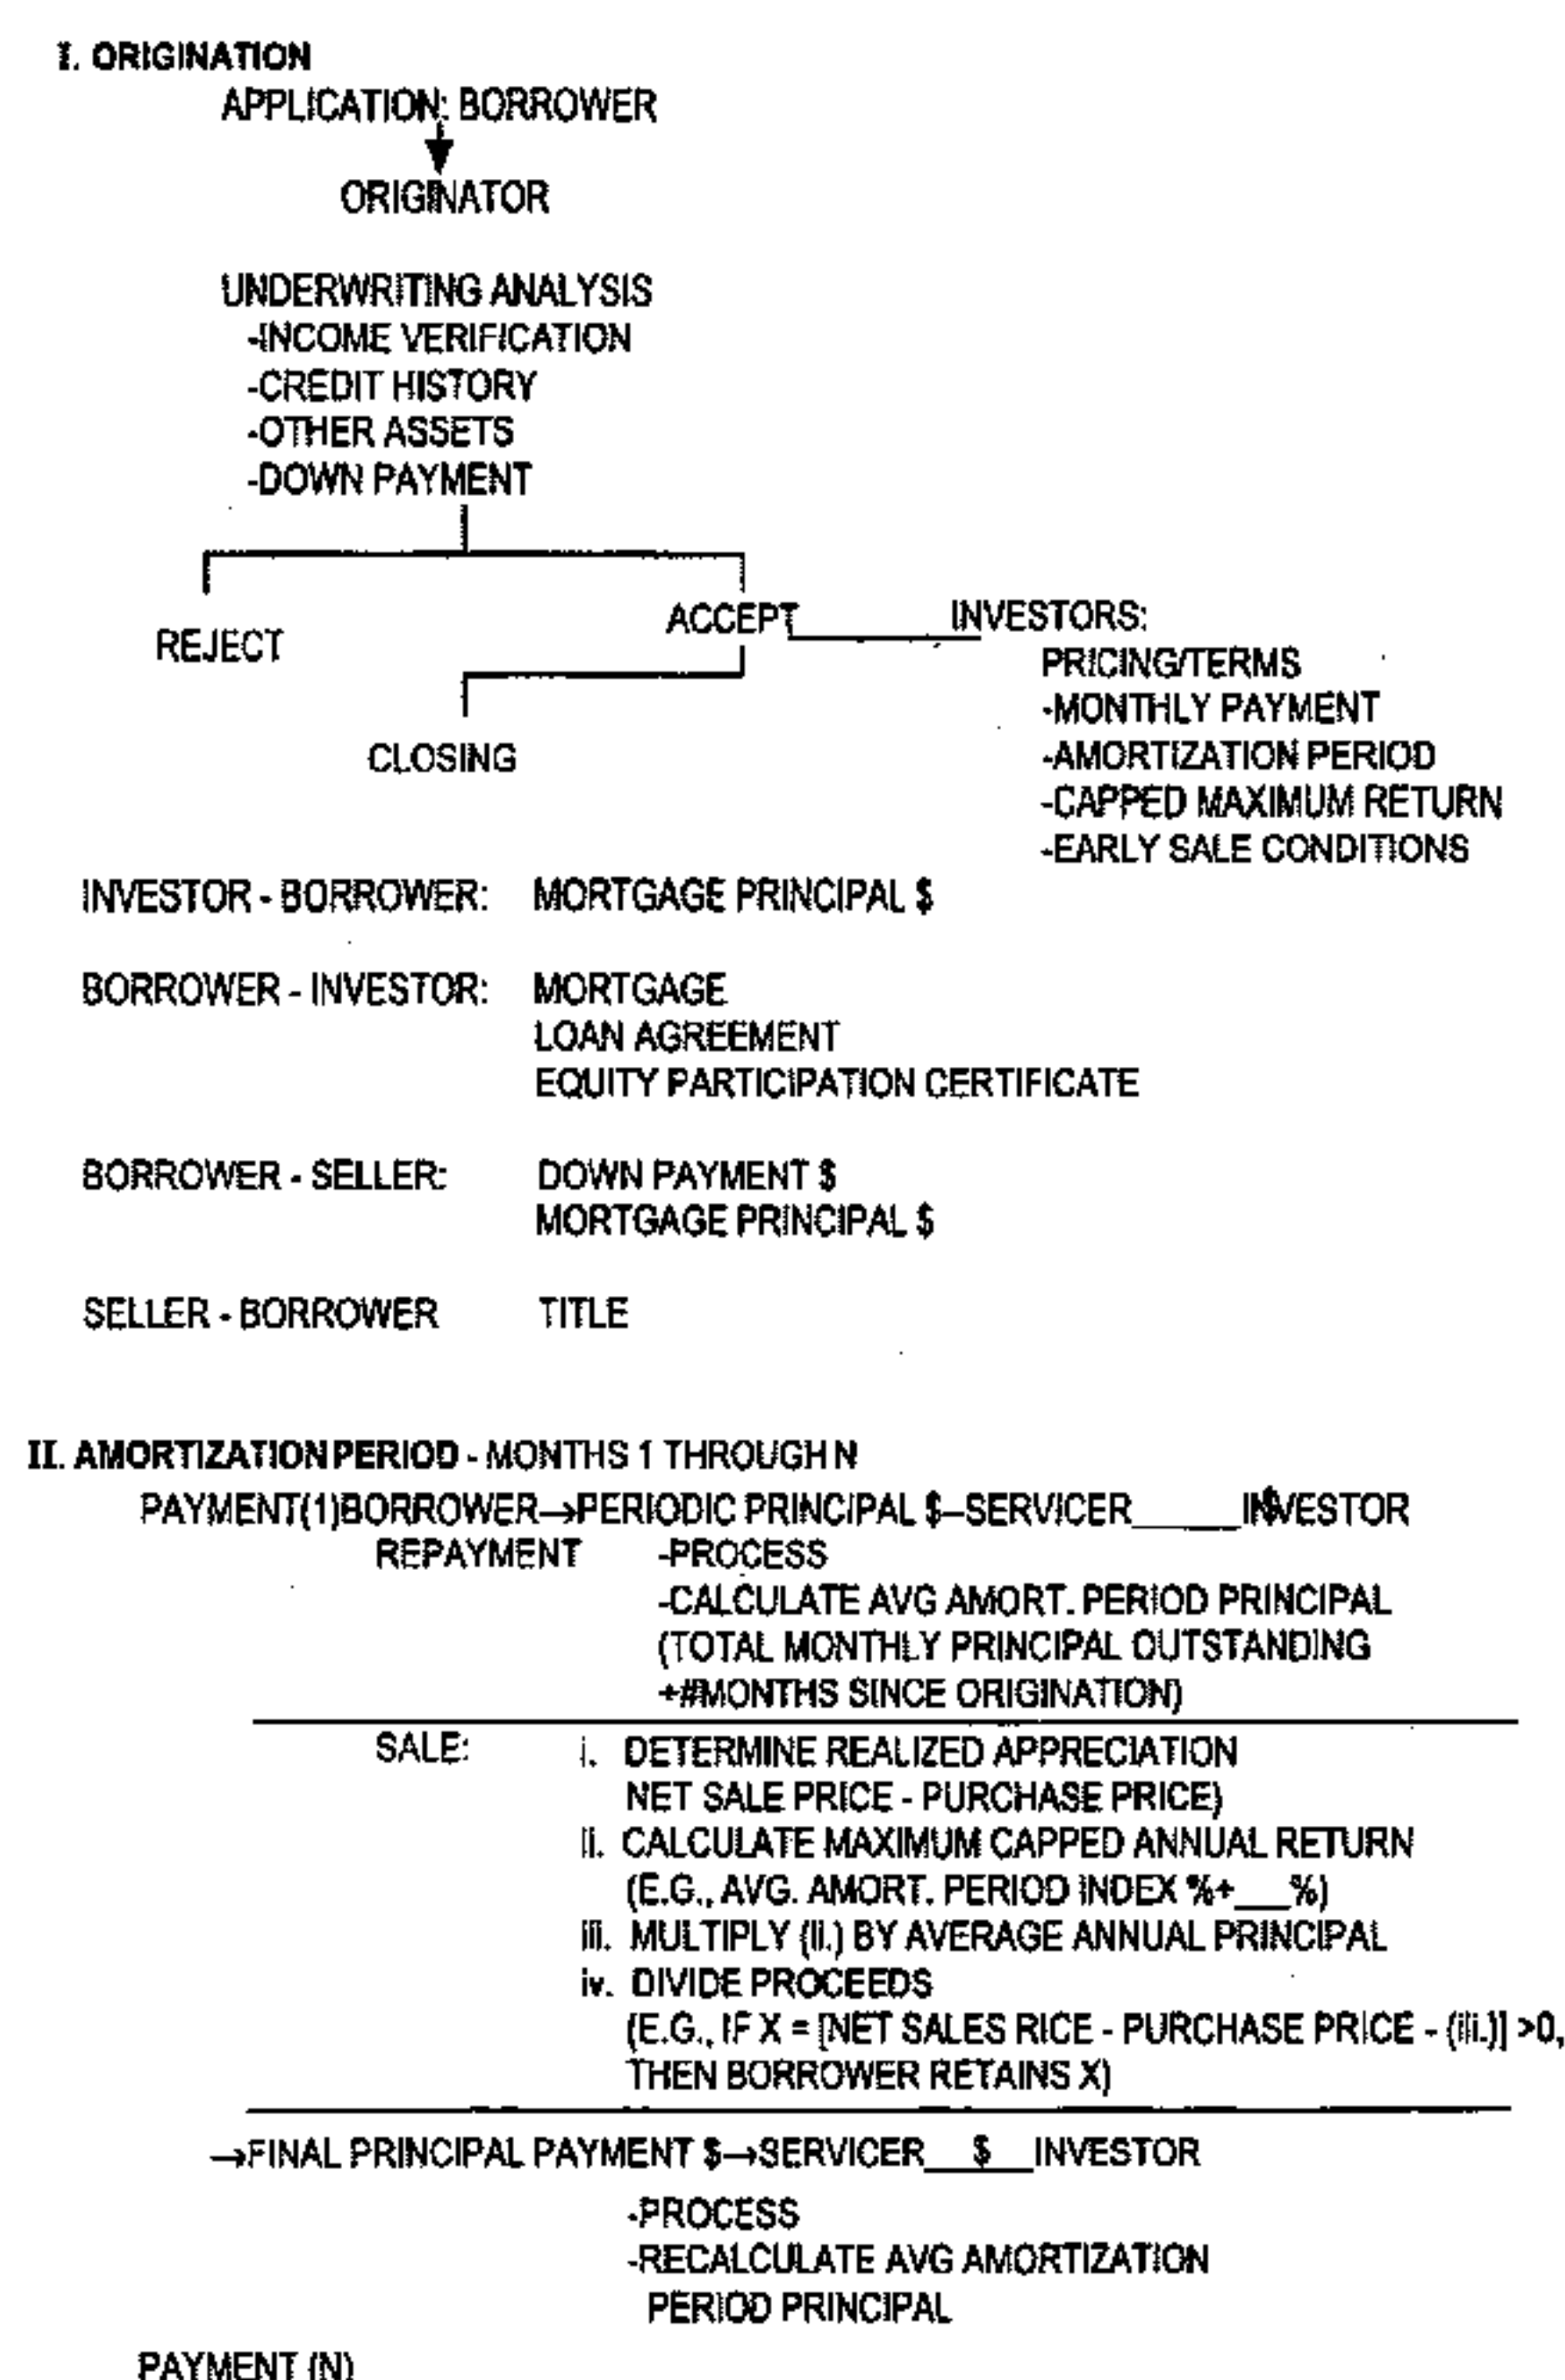 I. ORIGINATION
APPLICATION: BORROWER
ORIGINATOR
UNDERWRITING ANALYSIS
-INCOME VERIFICATION
-CREDIT HISTORY
-OTHER ASSETS
-DOWN PAYMENT
REJECT
ACCEPT
CLOSING
INVESTORS:
PRICING/TERMS
-MONTHLY PAYMENT
-AMORTIZATION PERIOD
-CAPPED MAXIMUM RETURN
-EARLY SALE CONDITIONS
INVESTOR - BORROWER: MORTGAGE PRINCIPAL $
BORROWER - INVESTOR: MORTGAGE
LOAN AGREEMENT
EQUITY PARTICIPATION CERTIFICATE
BORROWER - SELLER: DOWN PAYMENT $
MORTGAGE PRINCIPAL $
SELLER - BORROWER TITLE
II. AMORTIZATION PERIOD - MONTHS 1 THROUGH N
PAYMENT(1)BORROWER→PERIODIC PRINCIPAL $–SERVICER_____$INVESTOR
REPAYMENT -PROCESS
-CALCULATE AVG AMORT. PERIOD PRINCIPAL
(TOTAL MONTHLY PRINCIPAL OUTSTANDING
+#MONTHS SINCE ORIGINATION)
SALE: i. DETERMINE REALIZED APPRECIATION
NET SALE PRICE - PURCHASE PRICE)
ii. CALCULATE MAXIMUM CAPPED ANNUAL RETURN
(E.G., AVG. AMORT. PERIOD INDEX %+___%)
iii. MULTIPLY (ii.) BY AVERAGE ANNUAL PRINCIPAL
iv. DIVIDE PROCEEDS
(E.G., IF X = [NET SALES RICE - PURCHASE PRICE - (iii.)] >0,
THEN BORROWER RETAINS X)
→FINAL PRINCIPAL PAYMENT $→SERVICER__$__INVESTOR
-PROCESS
-RECALCULATE AVG AMORTIZATION
PERIOD PRINCIPAL
PAYMENT (N)